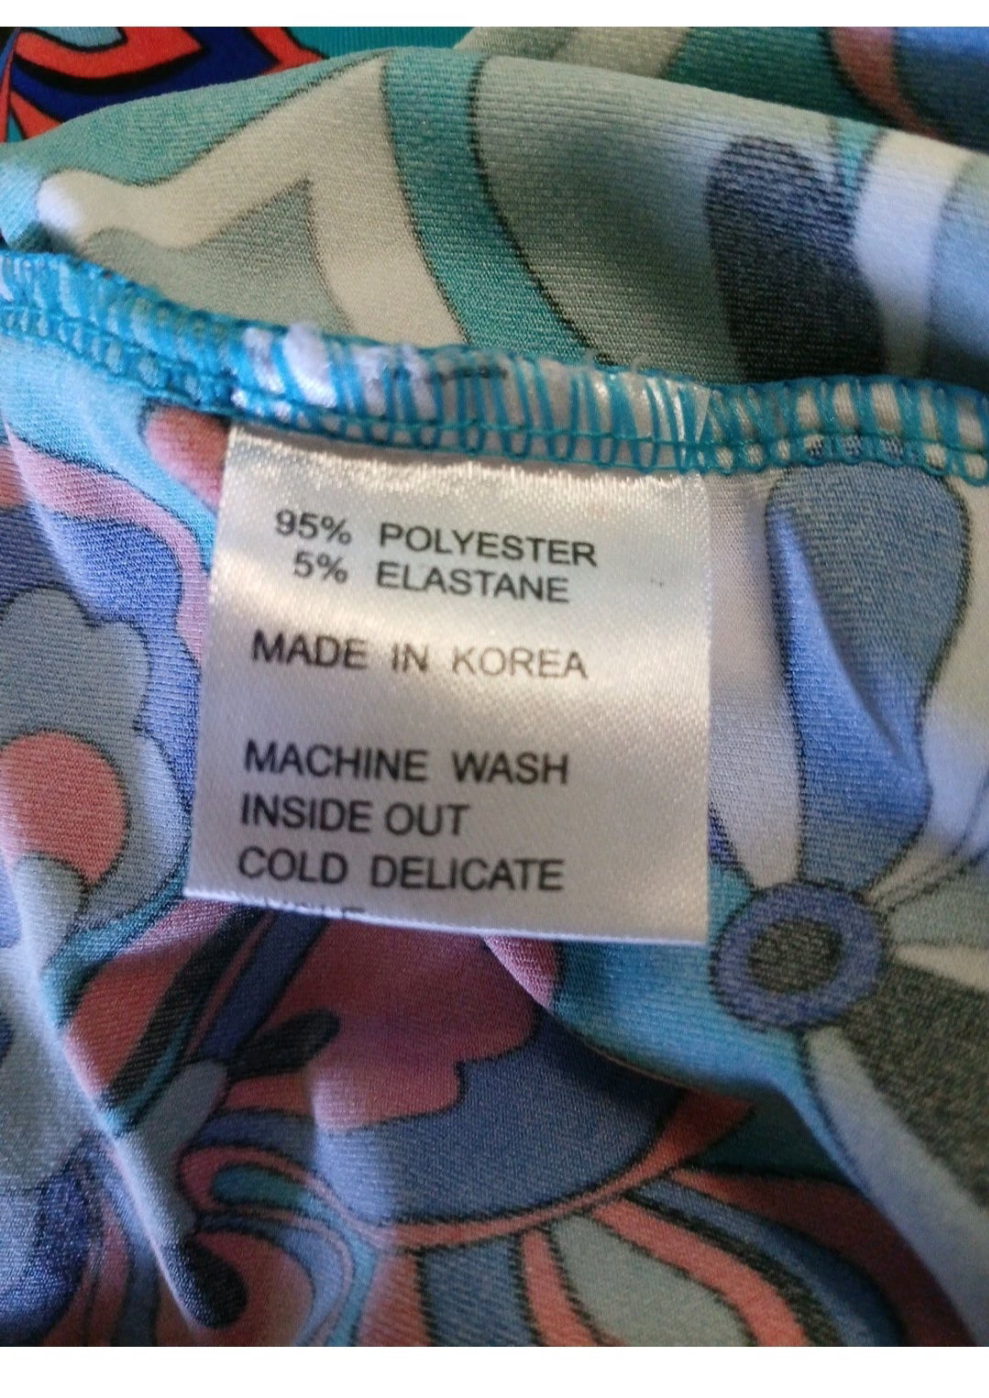 95% POLYESTER
5% ELASTANE
MADE IN KOREA
MACHINE WASH
INSIDE OUT
COLD DELICATE